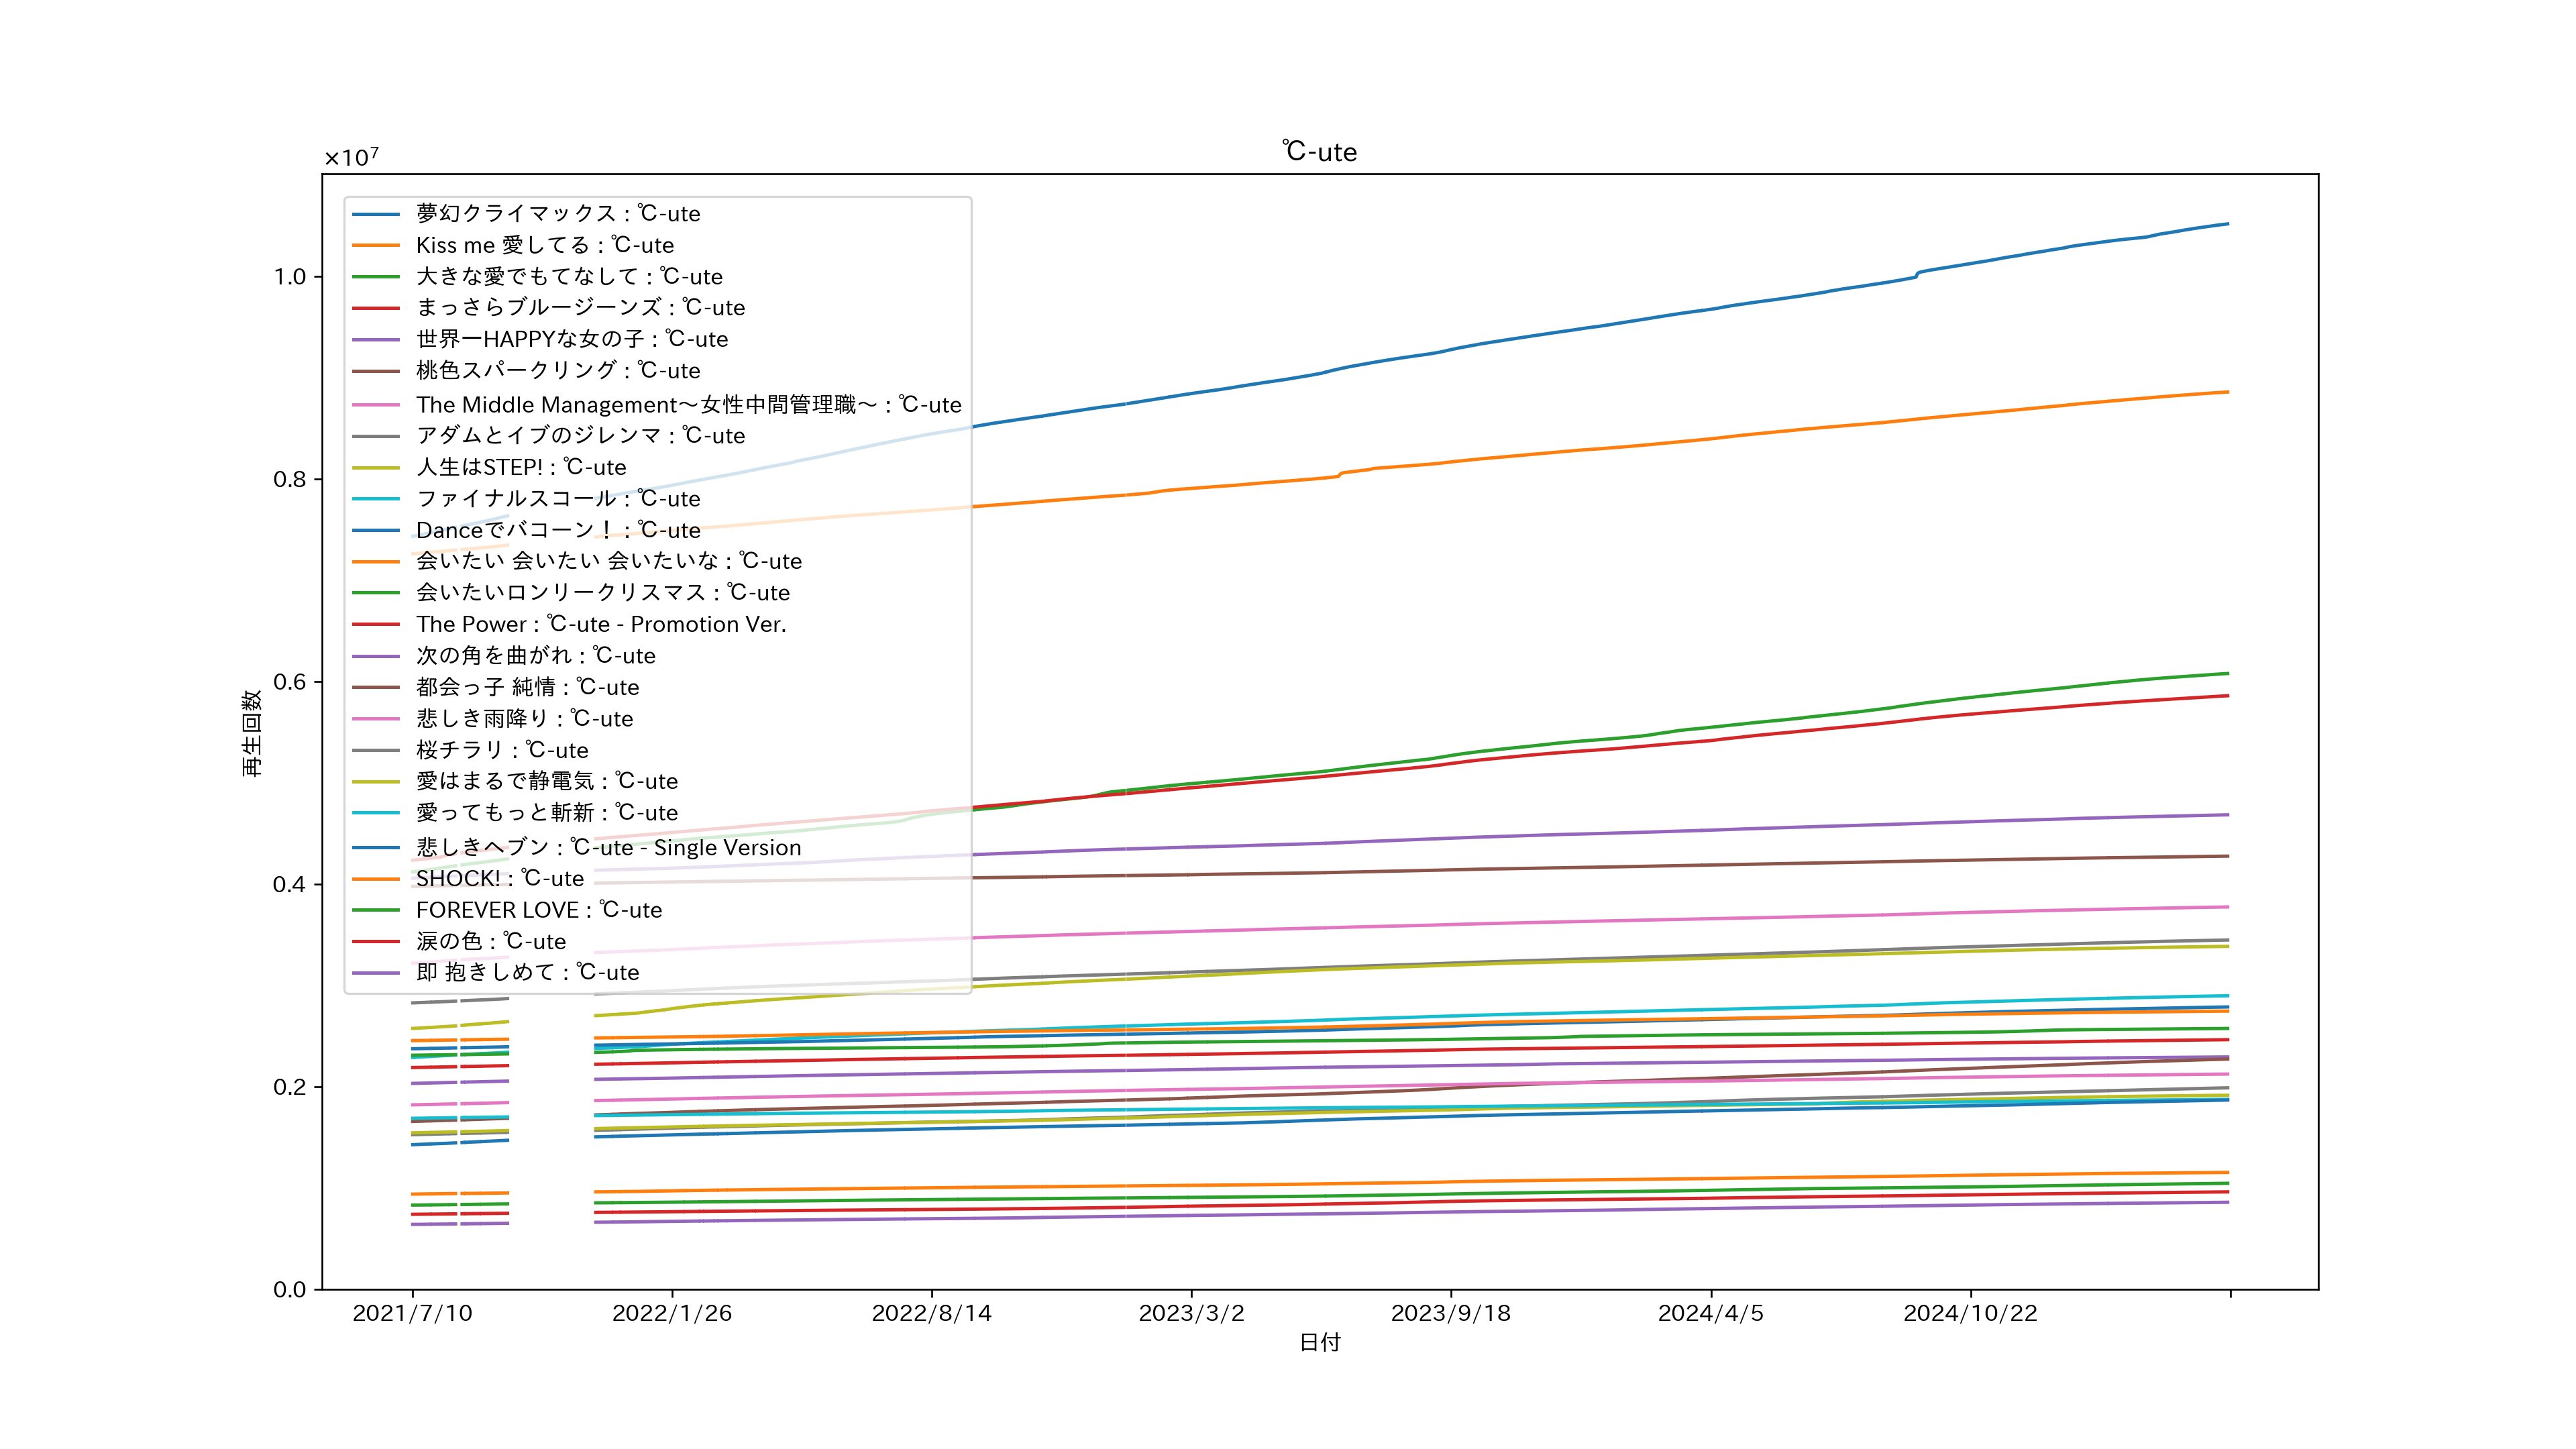 ℃-ute
×10⁷
夢幻クライマックス : ℃-ute
Kiss me 愛してる : ℃-ute
大きな愛でもてなして : ℃-ute
まっさらブルージーンズ : ℃-ute
世界一HAPPYな女の子 : ℃-ute
桃色スパークリング : ℃-ute
The Middle Management～女性中間管理職～ : ℃-ute
アダムとイブのジレンマ : ℃-ute
人生はSTEP! : ℃-ute
ファイナルスコール : ℃-ute
Danceでバコーン！ : ℃-ute
会いたい 会いたい 会いたいな : ℃-ute
会いたいロンリークリスマス : ℃-ute
The Power : ℃-ute - Promotion Ver.
次の角を曲がれ : ℃-ute
都会っ子 純情 : ℃-ute
悲しき雨降り : ℃-ute
桜チラリ : ℃-ute
愛はまるで静電気 : ℃-ute
愛ってもっと斬新 : ℃-ute
悲しきヘブン : ℃-ute - Single Version
SHOCK! : ℃-ute
FOREVER LOVE : ℃-ute
涙の色 : ℃-ute
即 抱きしめて : ℃-ute
1.0
0.8
0.6
0.4
0.2
0.0
再生回数
2021/7/10 2022/1/26 2022/8/14 2023/3/2 2023/9/18 2024/4/5 2024/10/22
日付